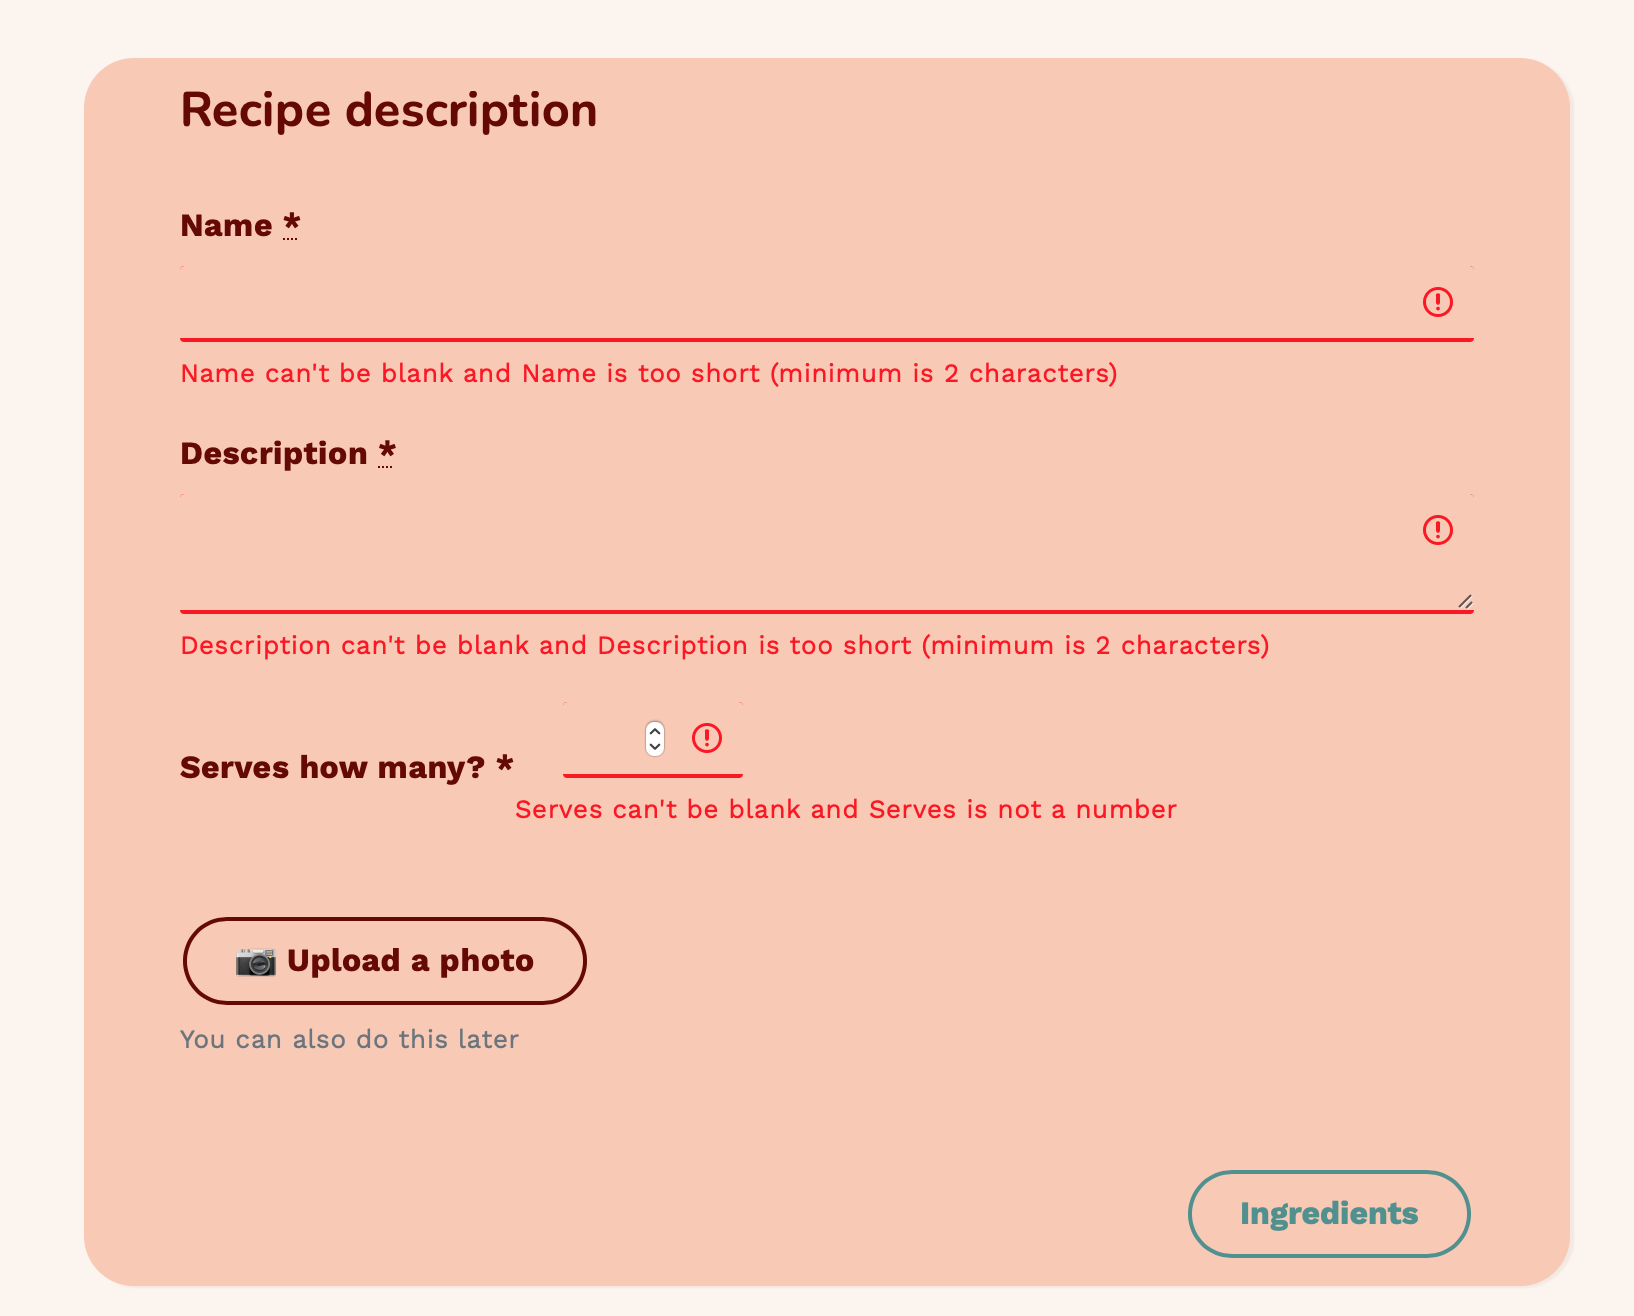 Recipe description
Name *
Name can't be blank and Name is too short (minimum is 2 characters)
Description *
Description can't be blank and Description is too short (minimum is 2 characters)
Serves how many? *
Serves can't be blank and Serves is not a number
📷 Upload a photo
You can also do this later
Ingredients